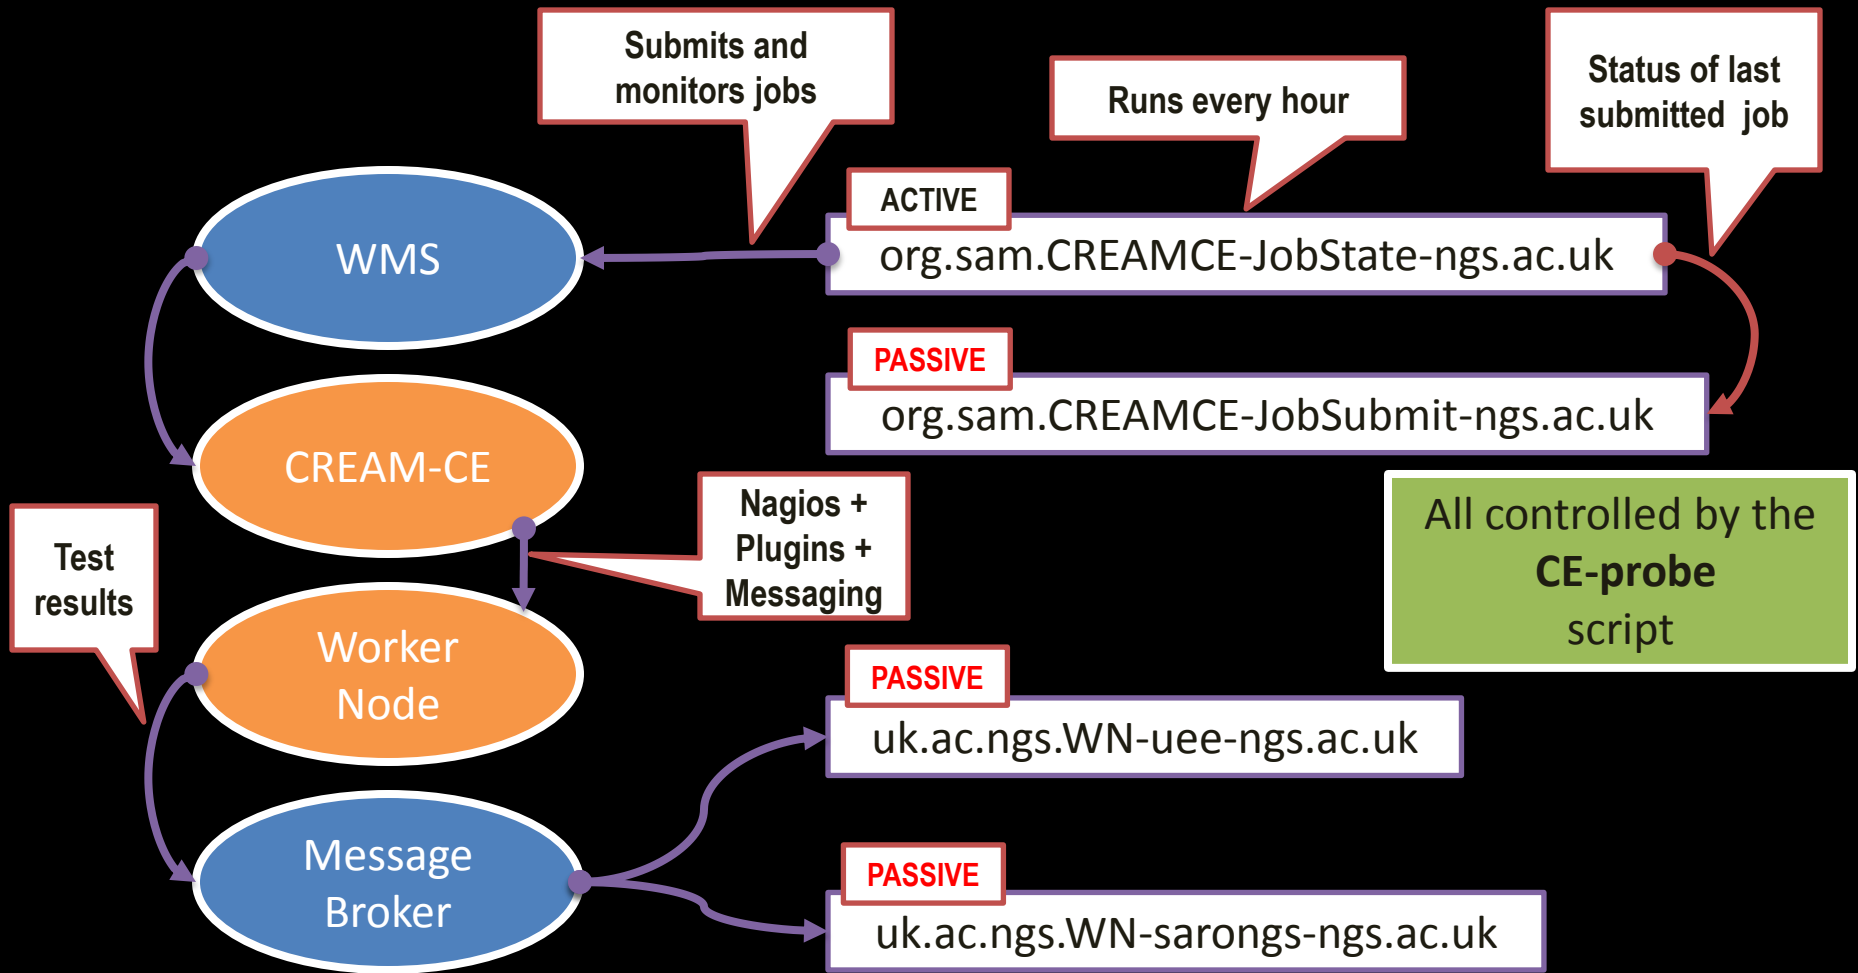 Submits and
monitors jobs
Runs every hour
Status of last
submitted job
ACTIVE
WMS
org.sam.CREAMCE-JobState-ngs.ac.uk
PASSIVE
org.sam.CREAMCE-JobSubmit-ngs.ac.uk
CREAM-CE
Nagios +
Plugins +
Messaging
All controlled by the
CE-probe
script
Test
results
Worker
Node
PASSIVE
uk.ac.ngs.WN-uee-ngs.ac.uk
Message
Broker
PASSIVE
uk.ac.ngs.WN-sarongs-ngs.ac.uk